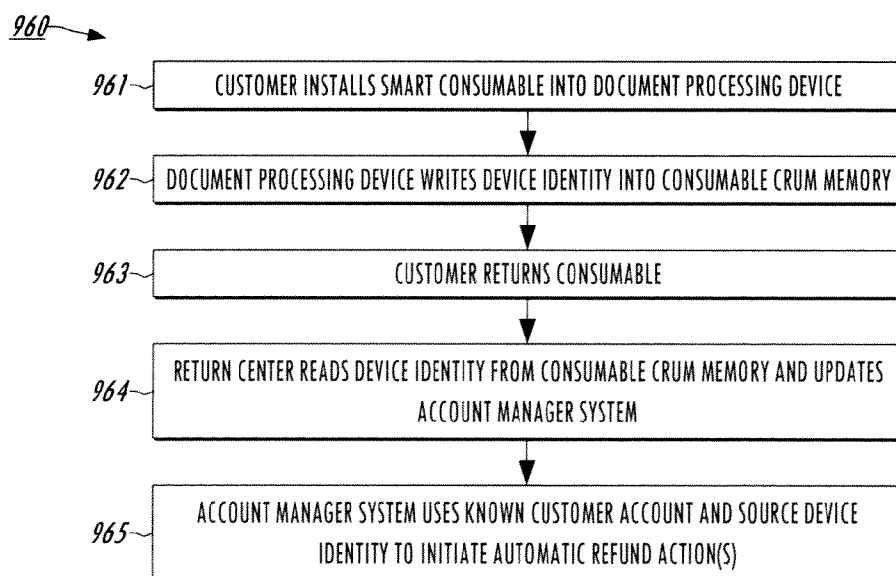 960
961
CUSTOMER INSTALLS SMART CONSUMABLE INTO DOCUMENT PROCESSING DEVICE
962
DOCUMENT PROCESSING DEVICE WRITES DEVICE IDENTITY INTO CONSUMABLE CRUM MEMORY
963
CUSTOMER RETURNS CONSUMABLE
964
RETURN CENTER READS DEVICE IDENTITY FROM CONSUMABLE CRUM MEMORY AND UPDATES
ACCOUNT MANAGER SYSTEM
965
ACCOUNT MANAGER SYSTEM USES KNOWN CUSTOMER ACCOUNT AND SOURCE DEVICE
IDENTITY TO INITIATE AUTOMATIC REFUND ACTION(S)